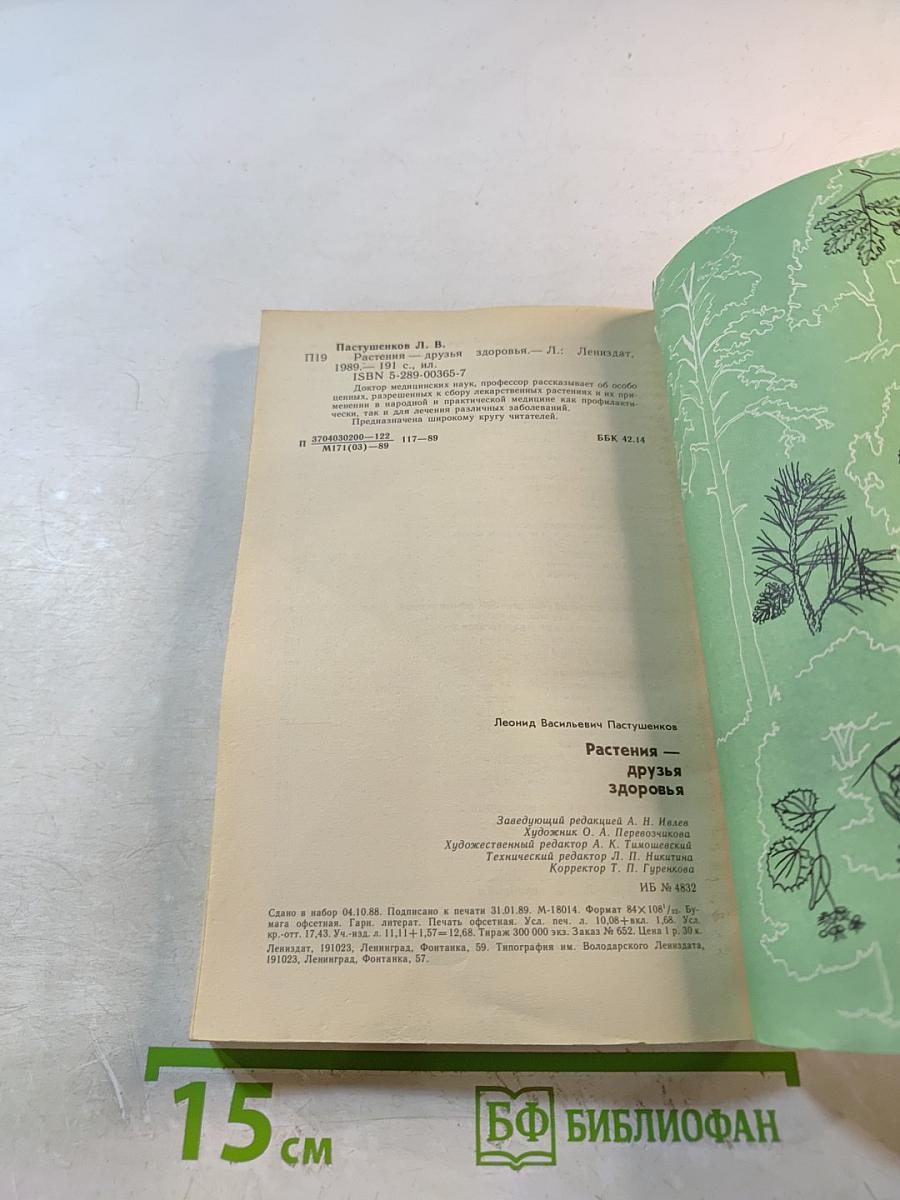 Пастушенков Л. В.
П19 Растения — друзья здоровья.— Л.: Лениздат,
1989.— 191 с., ил.
ISBN 5-289-00365-7
Доктор медицинских наук, профессор рассказывает об особо
ценных, разрешенных к сбору лекарственных растениях и их при-
менении в народной и практической медицине как профилакти-
чески, так и для лечения различных заболеваний.
Предназначена широкому кругу читателей.
П 3704030200—122 117—89 ББК 42.14
М171(03)—89
Леонид Васильевич Пастушенков
Растения —
друзья
здоровья
Заведующий редакцией А. Н. Ивлев
Художник О. А. Перевозчикова
Художественный редактор А. К. Тимошевский
Технический редактор Л. П. Никитина
Корректор Т. П. Гуренкова
ИБ № 4832
Сдано в набор 04.10.88. Подписано к печати 31.01.89. М-18014. Формат 84×108¹/₃₂. Бу-
мага офсетная. Гарн. литерат. Печать офсетная. Усл. печ. л. 10,08+вкл. 1,68. Усл.
кр.-отт. 17,43. Уч.-изд. л. 11,11+1,57=12,68. Тираж 300 000 экз. Заказ № 652. Цена 1 р. 30 к.
Лениздат, 191023, Ленинград, Фонтанка, 59. Типография им. Володарского Лениздата,
191023, Ленинград, Фонтанка, 57.
15 см
БФ БИБЛИОФАН